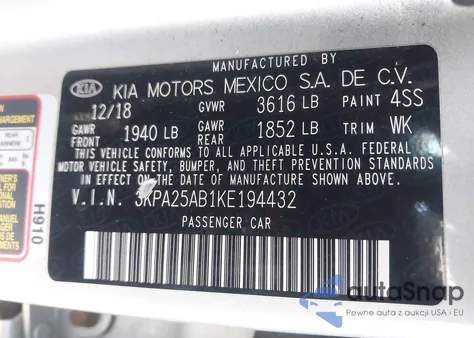 MANUFACTURED BY
KIA KIA MOTORS MEXICO S.A. DE C.V.
12/18 GVWR 3616 LB PAINT 4SS
GAWR FRONT 1940 LB GAWR REAR 1852 LB TRIM WK
THIS VEHICLE CONFORMS TO ALL APPLICABLE U.S.A. FEDERAL
MOTOR VEHICLE SAFETY, BUMPER, AND THEFT PREVENTION STANDARDS
IN EFFECT ON THE DATE OF MANUFACTURE SHOWN ABOVE.
V.I.N. 3KPA25AB1KE194432
PASSENGER CAR
H910
CHARGEMENT
REAR
autoSnap
Pewne auta z aukcji USA i EU